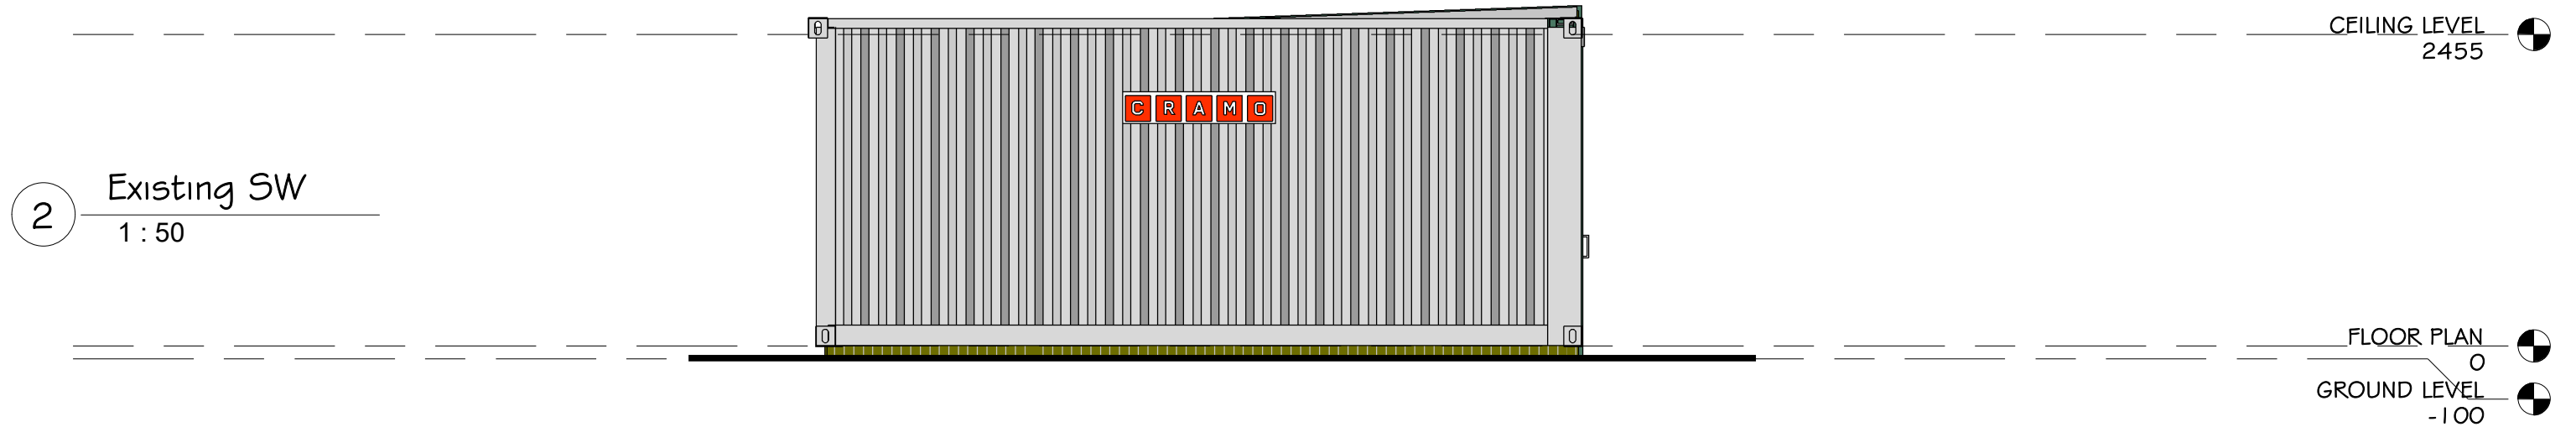 CEILING LEVEL
2455
CRAMO
2
Existing SW
1 : 50
FLOOR PLAN
0
GROUND LEVEL
-100